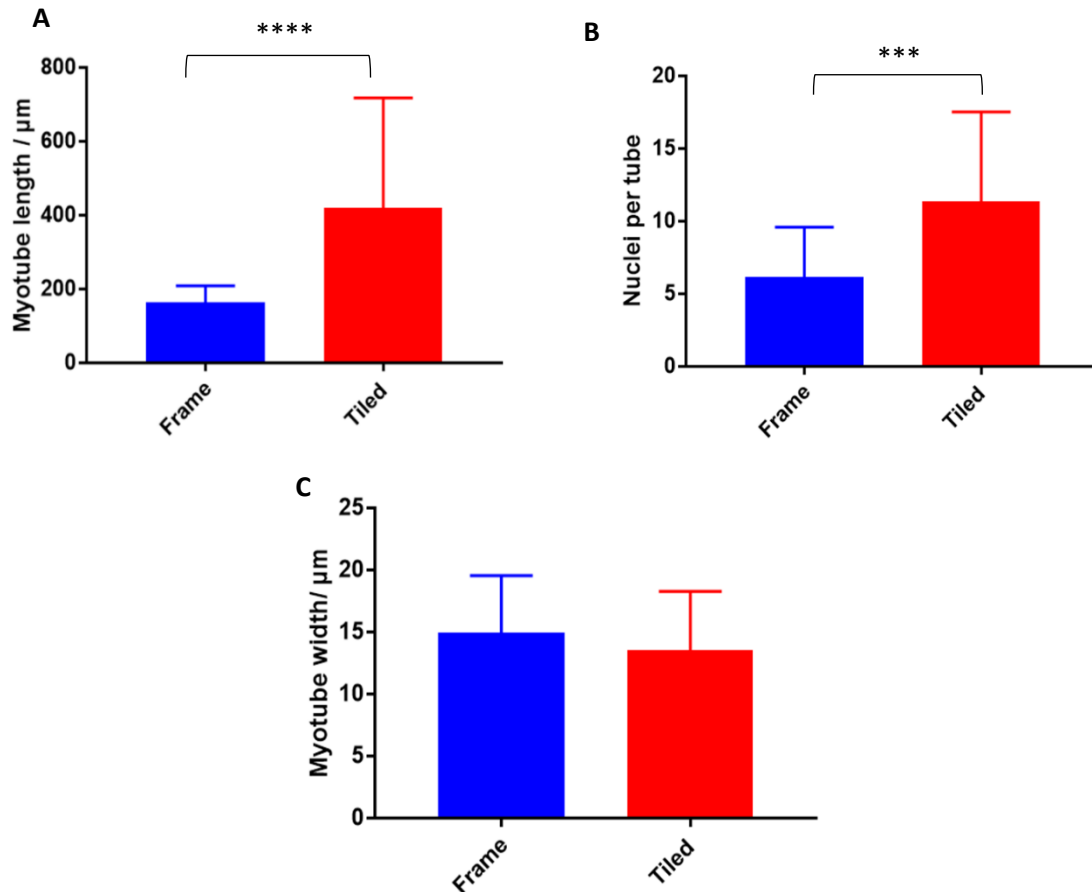 A
****
Myotube length / µm
800
600
400
200
0
Frame
Tiled
B
***
Nuclei per tube
20
15
10
5
0
Frame
Tiled
C
Myotube width/ µm
25
20
15
10
5
0
Frame
Tiled